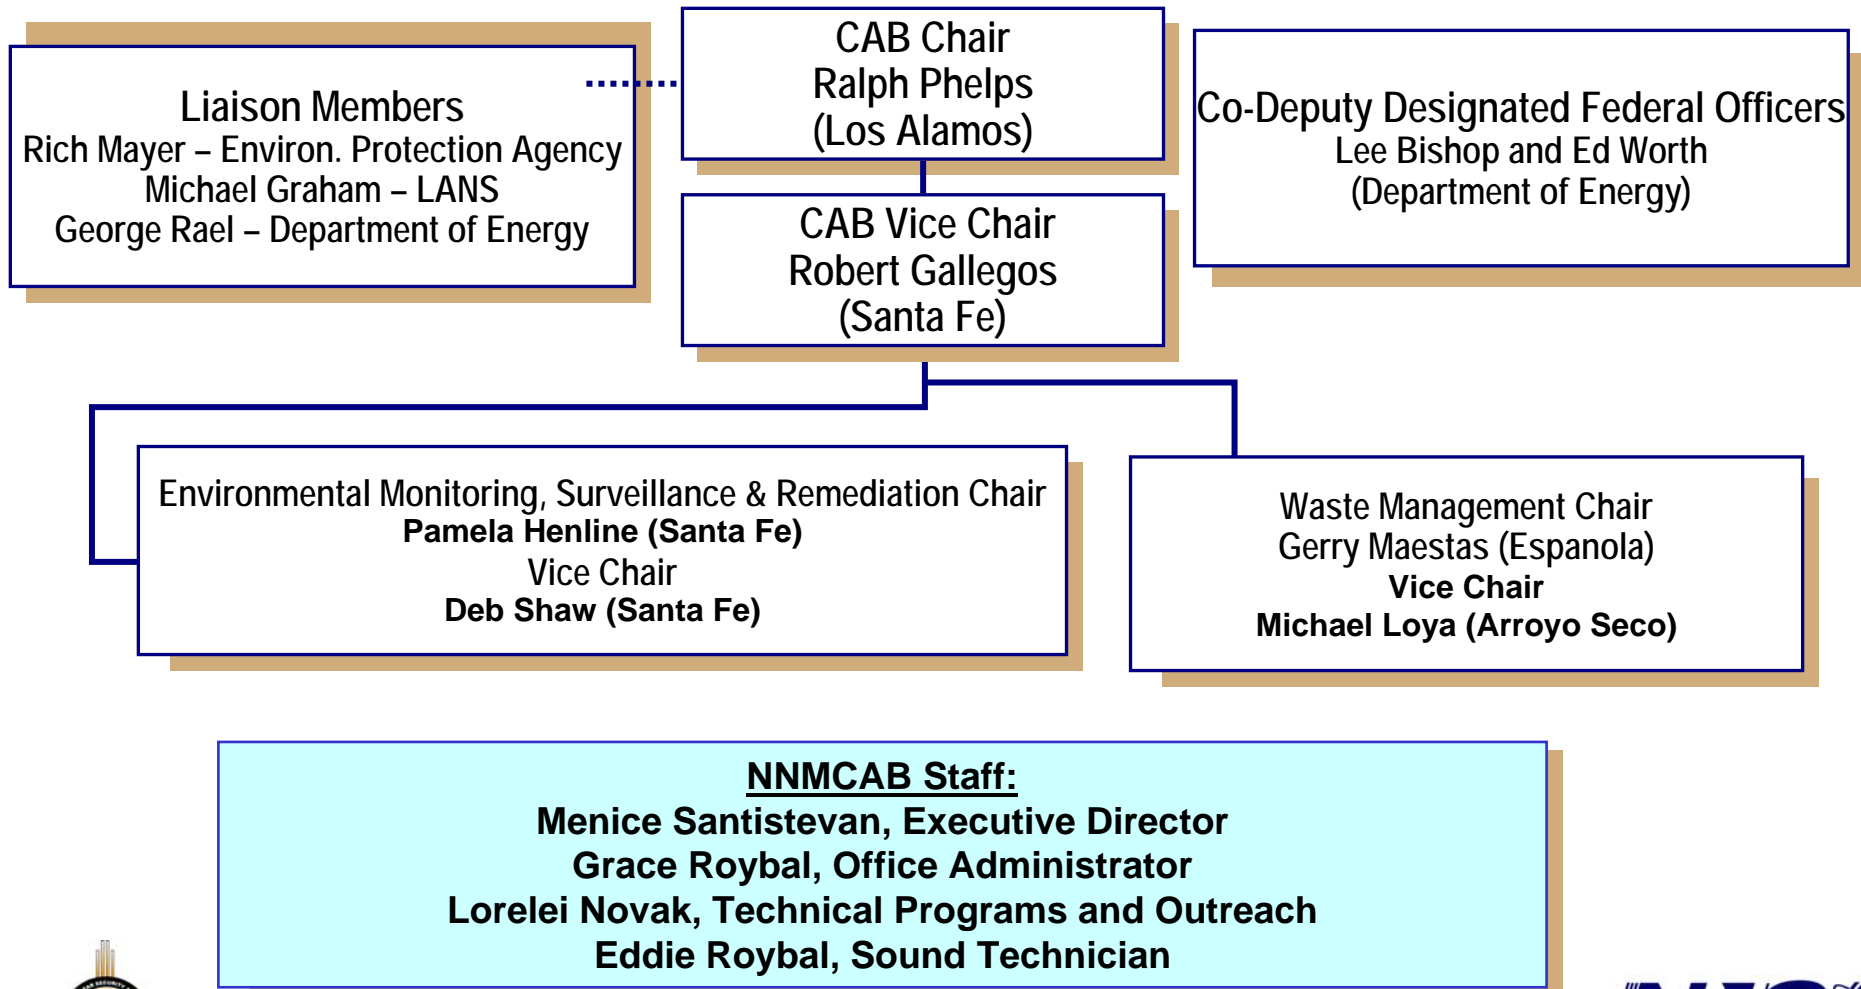 CAB Chair
Ralph Phelps
(Los Alamos)
Liaison Members
Rich Mayer – Environ. Protection Agency
Michael Graham – LANS
George Rael – Department of Energy
Co-Deputy Designated Federal Officers
Lee Bishop and Ed Worth
(Department of Energy)
CAB Vice Chair
Robert Gallegos
(Santa Fe)
Environmental Monitoring, Surveillance & Remediation Chair
Pamela Henline (Santa Fe)
Vice Chair
Deb Shaw (Santa Fe)
Waste Management Chair
Gerry Maestas (Espanola)
Vice Chair
Michael Loya (Arroyo Seco)
NNMCAB Staff:
Menice Santistevan, Executive Director
Grace Roybal, Office Administrator
Lorelei Novak, Technical Programs and Outreach
Eddie Roybal, Sound Technician